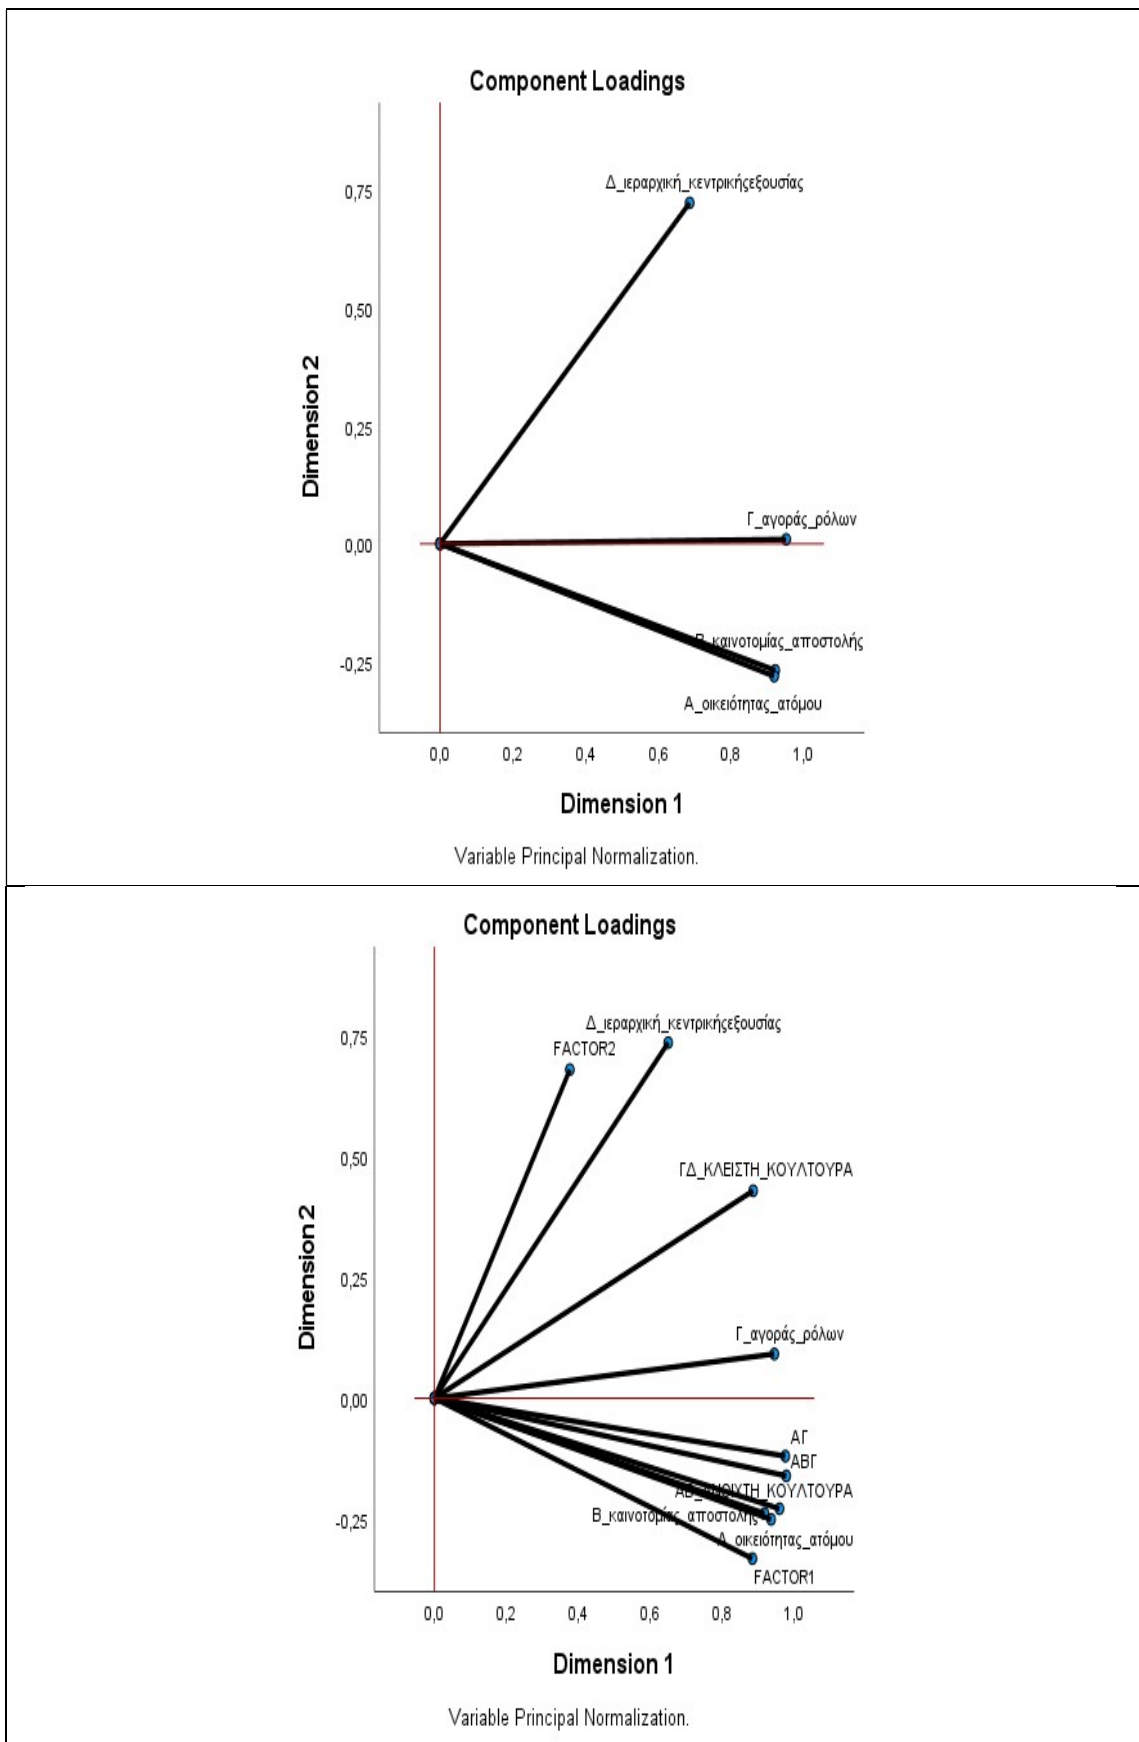 Component Loadings
Δ_ιεραρχική_κεντρικήςεξουσίας
0,75
0,50
0,25
Dimension 2
Γ_αγοράς_ρόλων
0,00
Β_καινοτομίας_αποστολής
-0,25
Α_οικειότητας_ατόμου
0,0 0,2 0,4 0,6 0,8 1,0
Dimension 1
Variable Principal Normalization.
Component Loadings
Δ_ιεραρχική_κεντρικήςεξουσίας
0,75
FACTOR2
0,50
ΓΔ_ΚΛΕΙΣΤΗ_ΚΟΥΛΤΟΥΡΑ
0,25
Dimension 2
Γ_αγοράς_ρόλων
0,00
ΑΓ
ΑΒΓ
ΑΒ_ΑΝΟΙΧΤΗ_ΚΟΥΛΤΟΥΡΑ
Β_καινοτομίας_αποστολής
-0,25
Α_οικειότητας_ατόμου
FACTOR1
0,0 0,2 0,4 0,6 0,8 1,0
Dimension 1
Variable Principal Normalization.